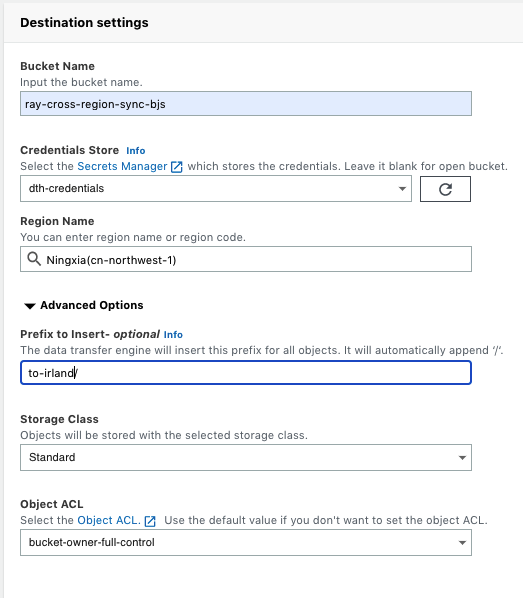 Destination settings
Bucket Name
Input the bucket name.
ray-cross-region-sync-bjs
Credentials Store Info
Select the Secrets Manager which stores the credentials. Leave it blank for open bucket.
dth-credentials
Region Name
You can enter region name or region code.
Ningxia(cn-northwest-1)
Advanced Options
Prefix to Insert- optional Info
The data transfer engine will insert this prefix for all objects. It will automatically append ‘/’.
to-irland/
Storage Class
Objects will be stored with the selected storage class.
Standard
Object ACL
Select the Object ACL. Use the default value if you don't want to set the object ACL.
bucket-owner-full-control